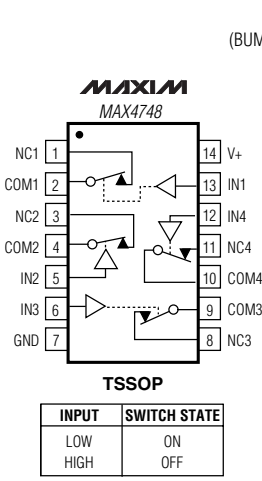 (BUM
MAXIM
MAX4748
NC1 1
COM1 2
NC2 3
COM2 4
IN2 5
IN3 6
GND 7
14 V+
13 IN1
12 IN4
11 NC4
10 COM4
9 COM3
8 NC3
TSSOP
INPUT SWITCH STATE
LOW ON
HIGH OFF